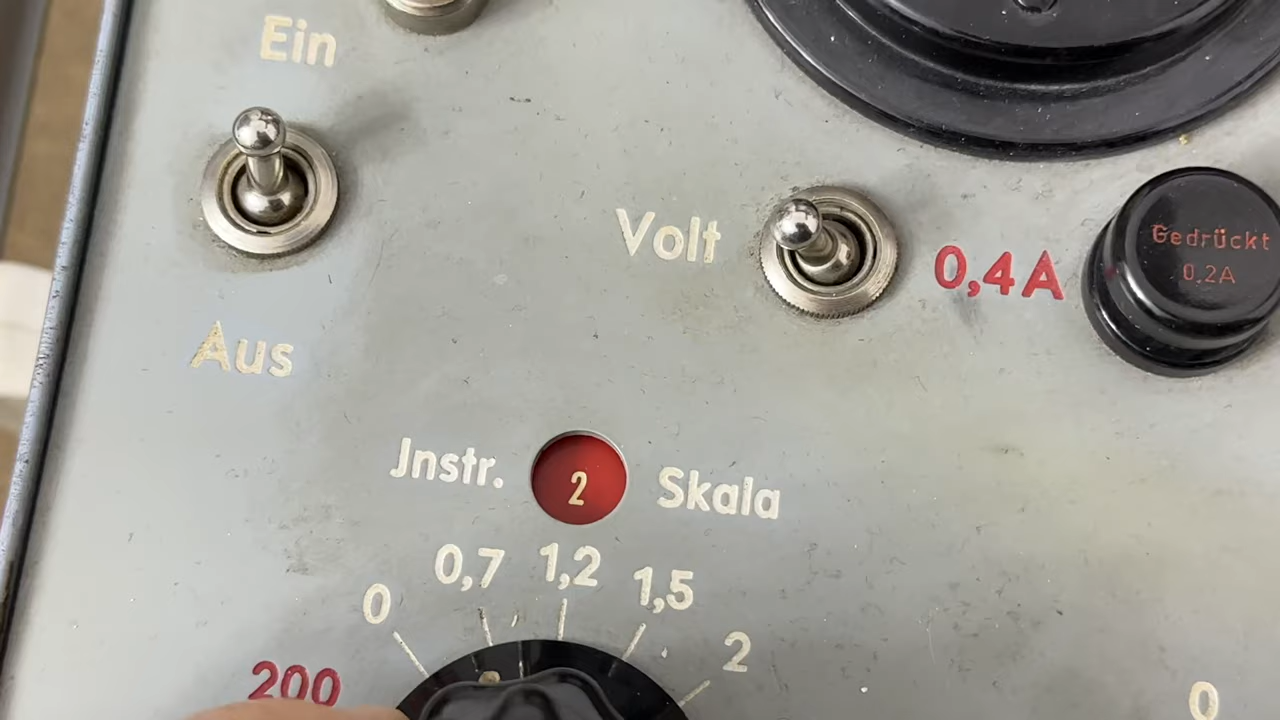 Ein
Volt
0,4A
Gedrückt
0,2A
Aus
Jnstr.
2
Skala
0
0,7
1,2
1,5
2
200
0